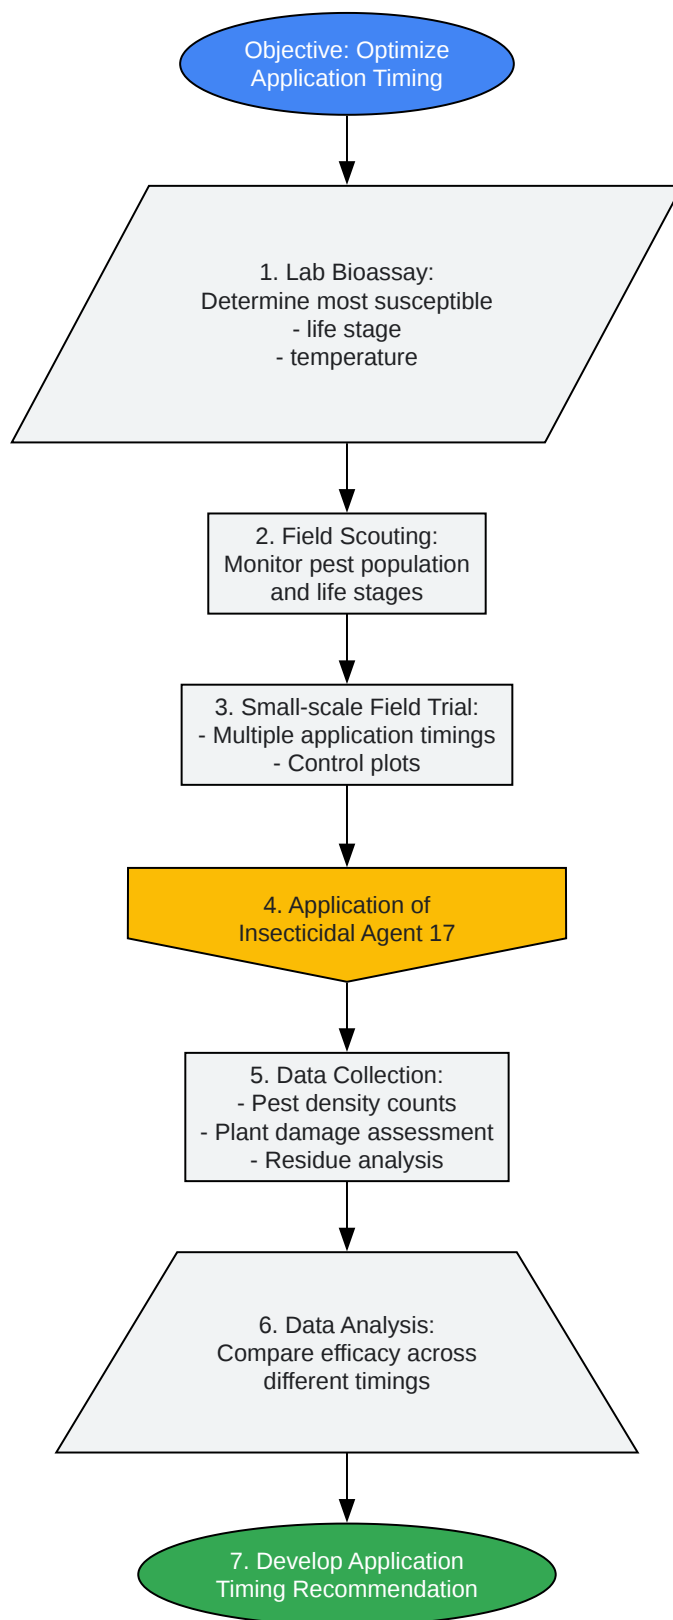 Objective: Optimize
Application Timing
1. Lab Bioassay:
Determine most susceptible
- life stage
- temperature
2. Field Scouting:
Monitor pest population
and life stages
3. Small-scale Field Trial:
- Multiple application timings
- Control plots
4. Application of
Insecticidal Agent 17
5. Data Collection:
- Pest density counts
- Plant damage assessment
- Residue analysis
6. Data Analysis:
Compare efficacy across
different timings
7. Develop Application
Timing Recommendation